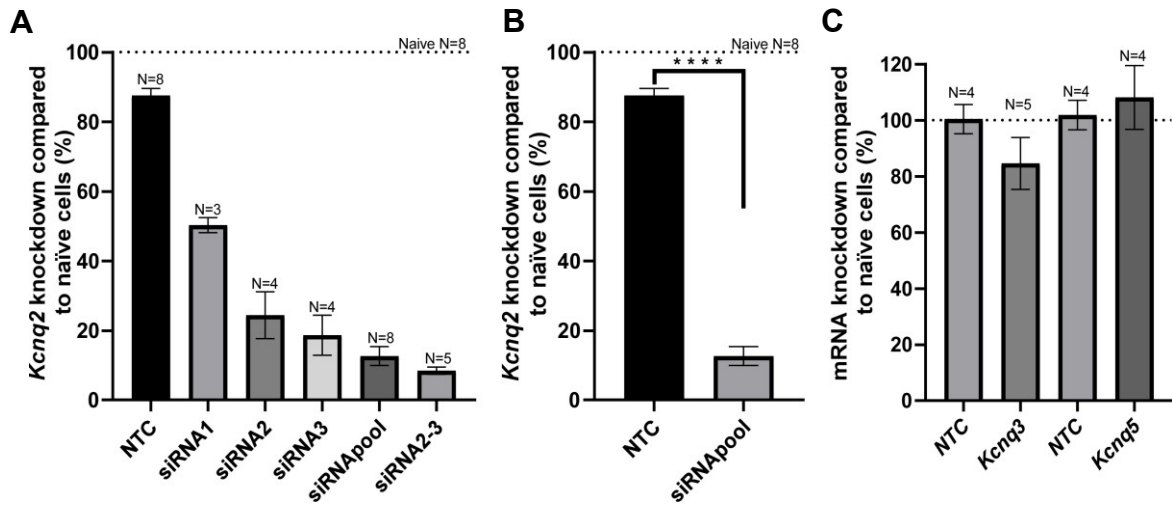 A
Kcnq2 knockdown compared
to naïve cells (%)
100
80
60
40
20
0
Naive N=8
N=8
N=3
N=4
N=4
N=8
N=5
NTC
siRNA1
siRNA2
siRNA3
siRNApool
siRNA2-3
B
Kcnq2 knockdown compared
to naïve cells (%)
100
80
60
40
20
0
Naive N=8
****
NTC
siRNApool
C
mRNA knockdown compared
to naïve cells (%)
120
100
80
60
40
20
0
N=4
N=5
N=4
N=4
NTC
Kcnq3
NTC
Kcnq5